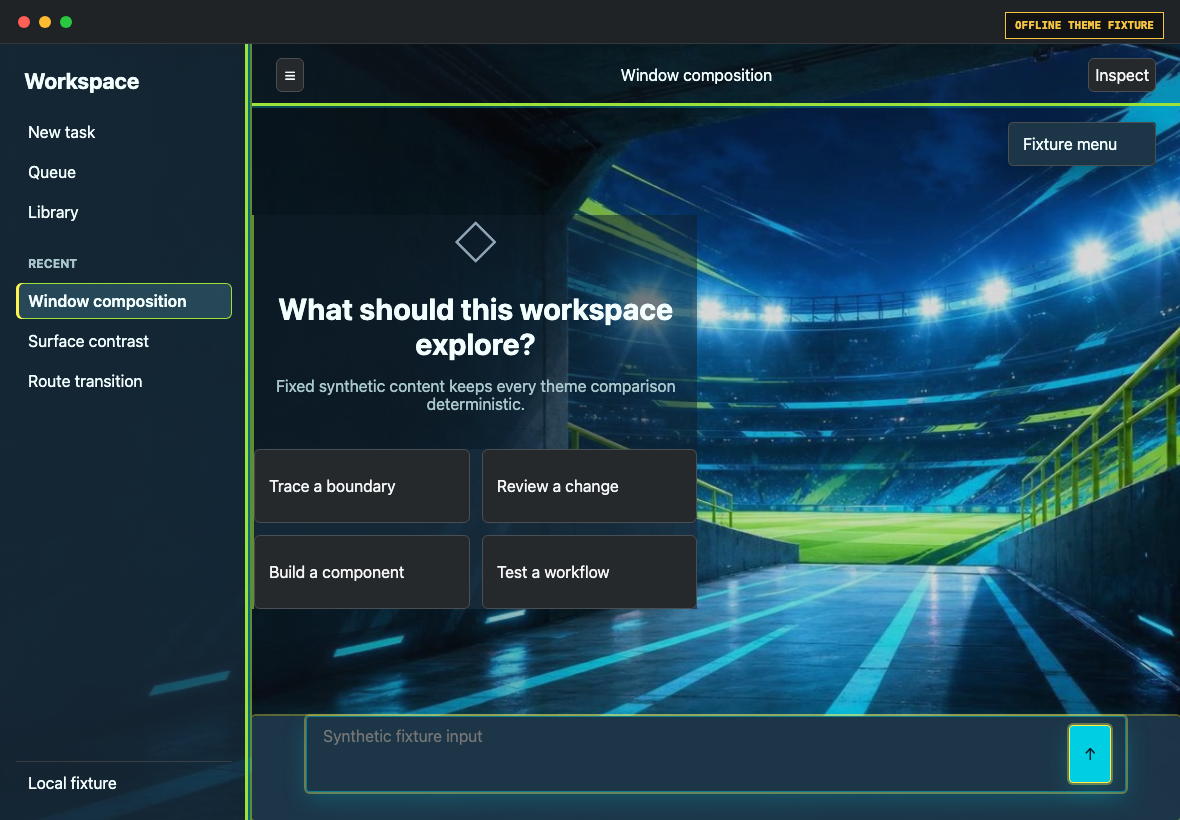 OFFLINE THEME FIXTURE
Workspace
New task
Queue
Library
RECENT
Window composition
Surface contrast
Route transition
Local fixture
Window composition
Inspect
Fixture menu
What should this workspace
explore?
Fixed synthetic content keeps every theme comparison
deterministic.
Trace a boundary
Review a change
Build a component
Test a workflow
Synthetic fixture input